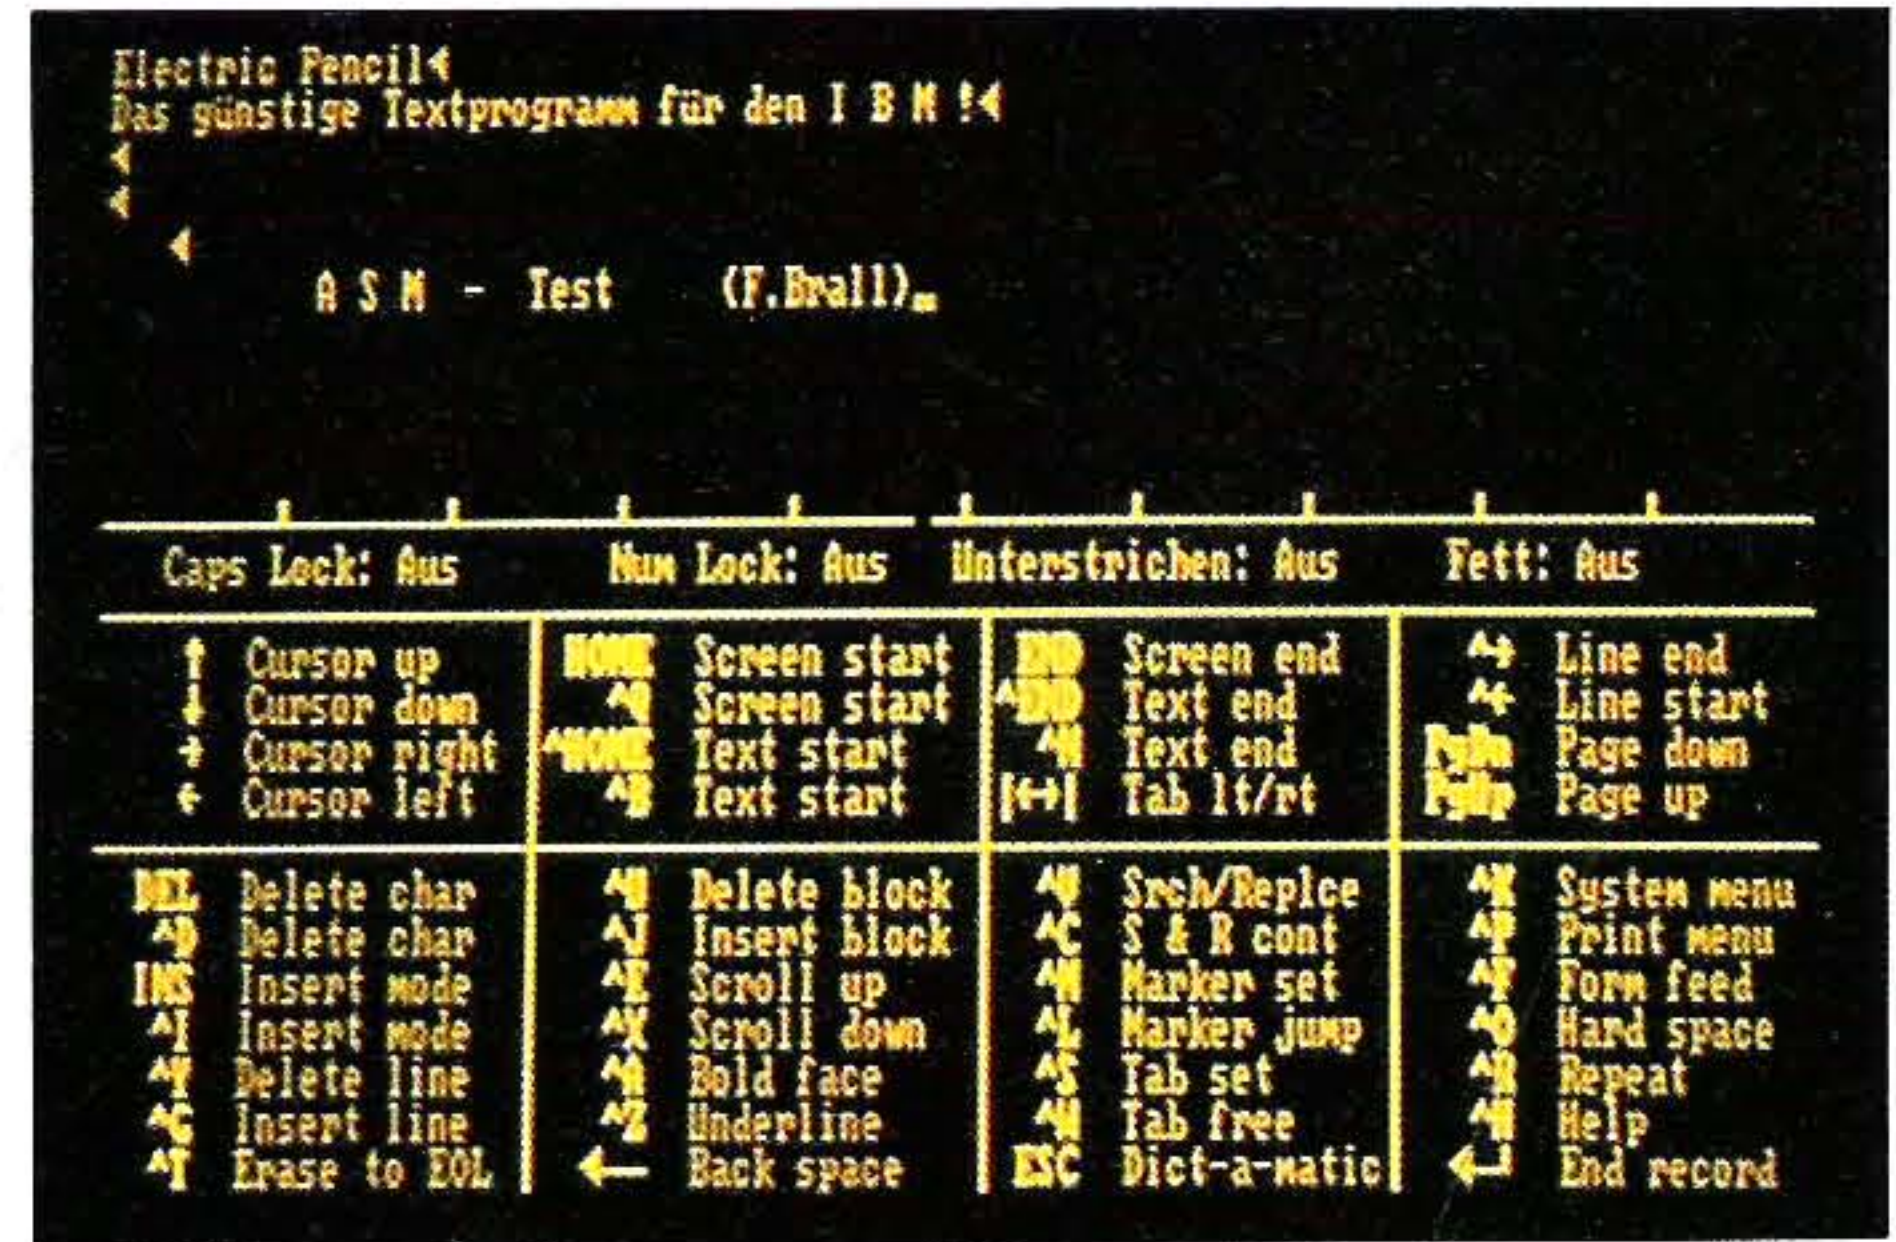 Electric Pencil
Das günstige Textprogramm für den I B M !
A S M - Test (F.Brall)
Caps Lock: Aus Num Lock: Aus Unterstrichen: Aus Fett: Aus
↑ Cursor up HOME Screen start END Screen end ^→ Line end
↓ Cursor down Screen start ^END Text end ^← Line start
→ Cursor right ^HOME Text start Text end PgDn Page down
← Cursor left Text start |↔| Tab lt/rt PgUp Page up
DEL Delete char Delete block Srch/Replce System menu
^D Delete char ^J Insert block ^C S & R cont ^P Print menu
INS Insert mode ^E Scroll up Marker set ^F Form feed
^I Insert mode ^X Scroll down ^L Marker jump ^O Hard space
^Y Delete line Bold face ^S Tab set Repeat
^G Insert line ^Z Underline Tab free Help
^T Erase to EOL ← Back space ESC Dict-a-matic ↵ End record